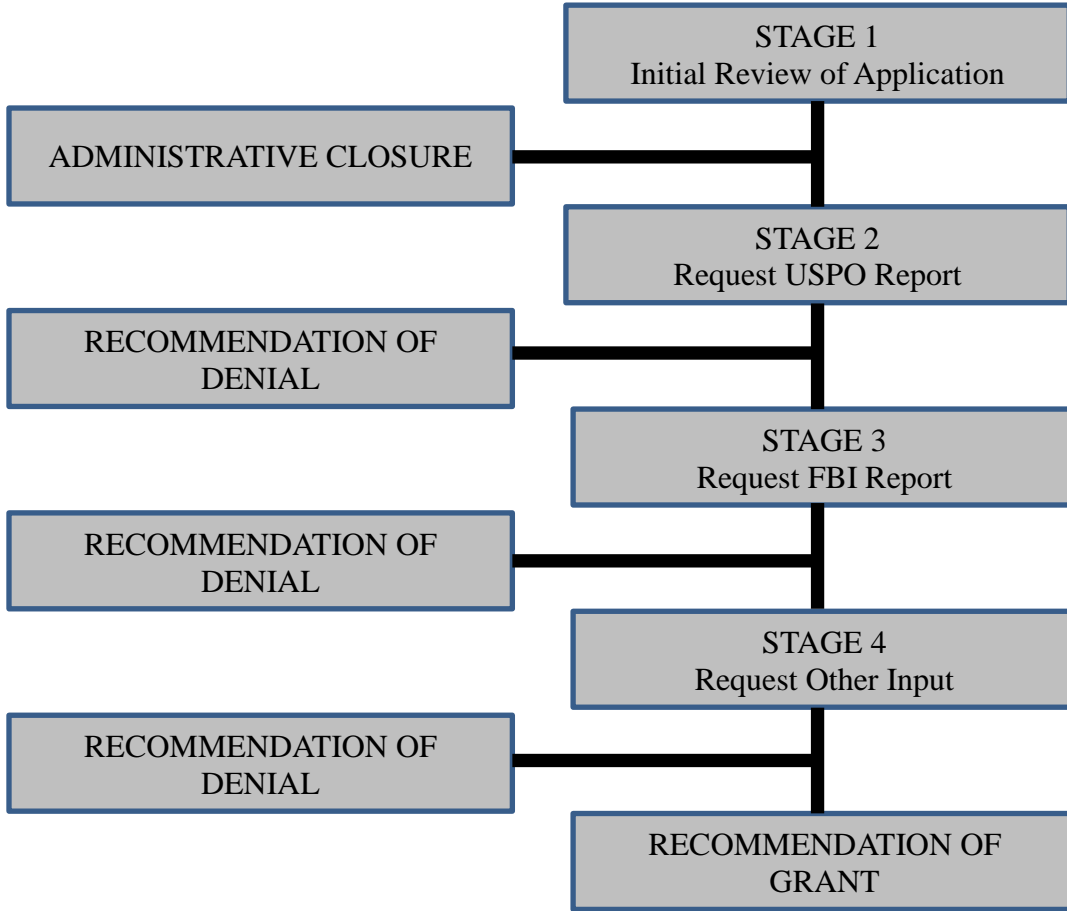 STAGE 1
Initial Review of Application
ADMINISTRATIVE CLOSURE
STAGE 2
Request USPO Report
RECOMMENDATION OF
DENIAL
STAGE 3
Request FBI Report
RECOMMENDATION OF
DENIAL
STAGE 4
Request Other Input
RECOMMENDATION OF
DENIAL
RECOMMENDATION OF
GRANT